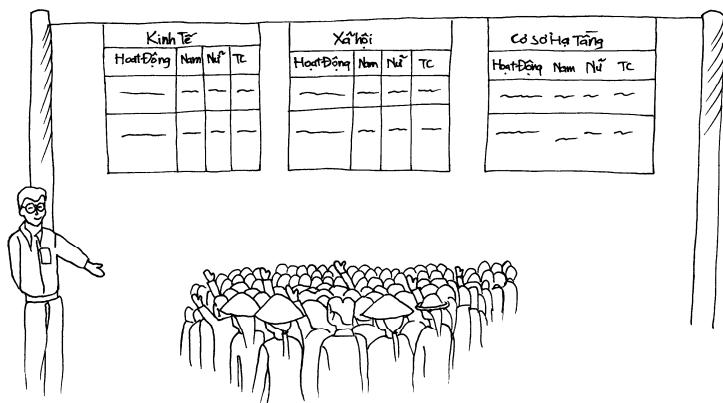 Kinh Tế
Hoạt Động Nam Nữ TC
Xã hội
Hoạt Động Nam Nữ TC
Cơ sở Hạ Tầng
Hoạt Động Nam Nữ TC